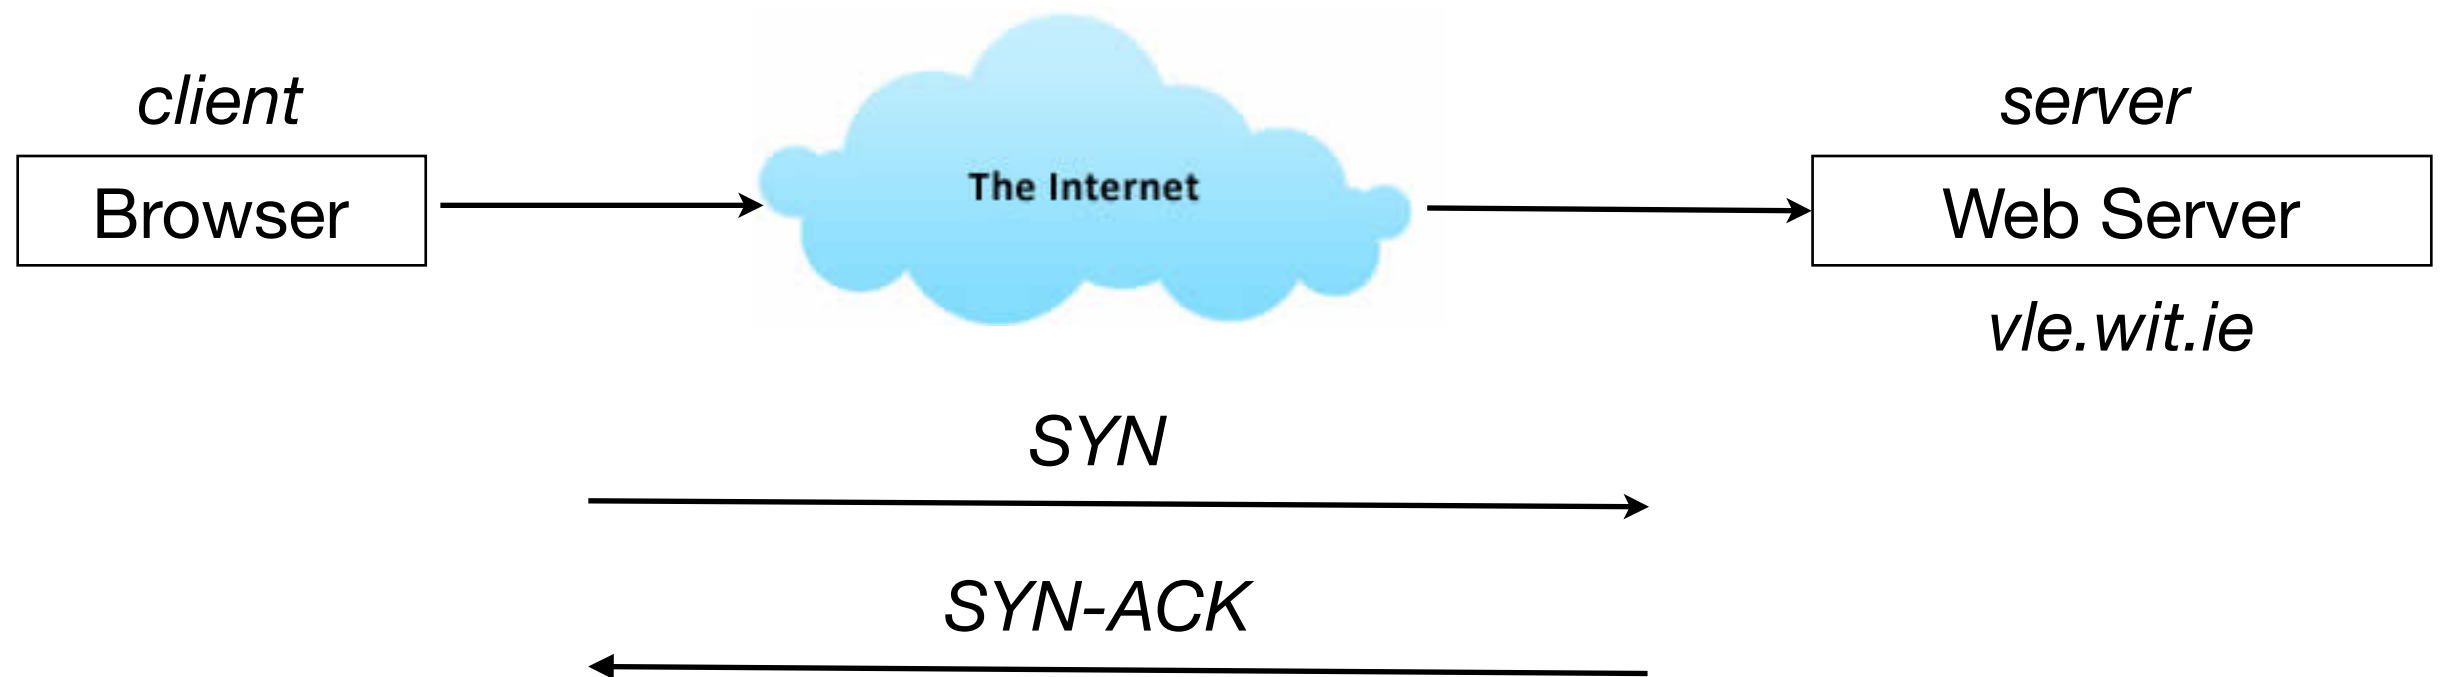 client
server
Browser
The Internet
Web Server
vle.wit.ie
SYN
SYN-ACK